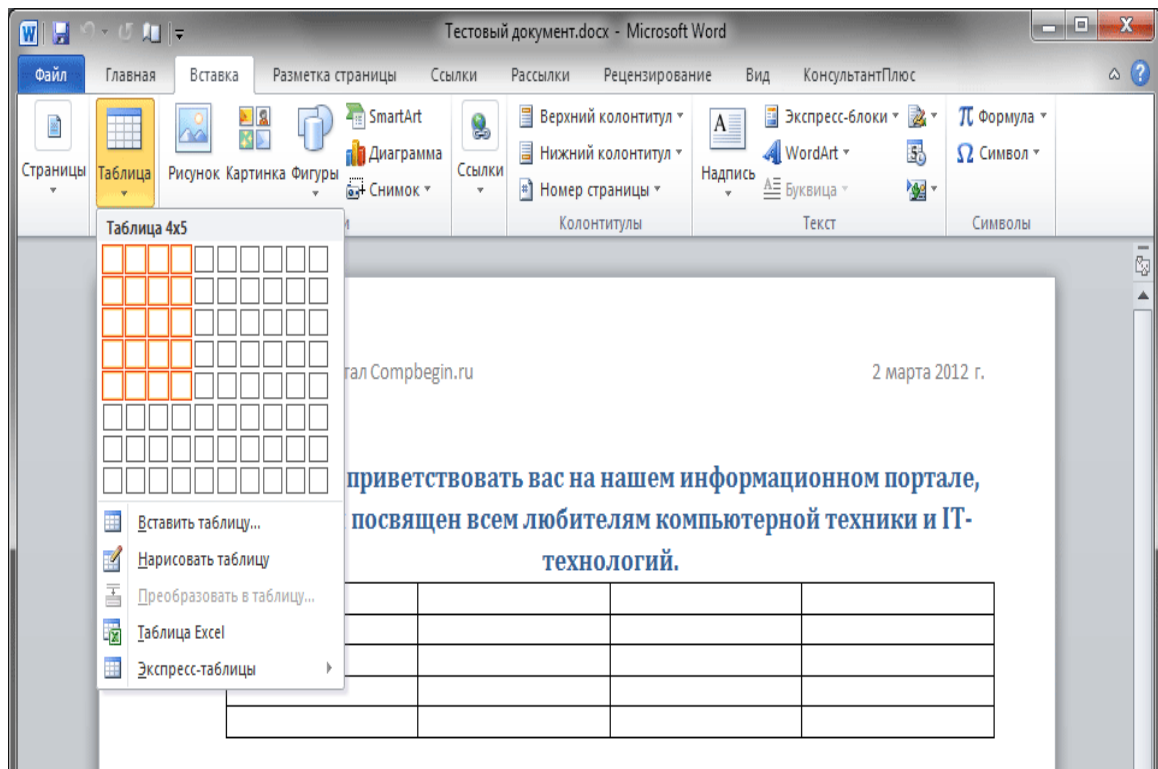 Тестовый документ.docx - Microsoft Word
Файл Главная Вставка Разметка страницы Ссылки Рассылки Рецензирование Вид КонсультантПлюс
Страницы
Таблица
Рисунок Картинка Фигуры
SmartArt
Диаграмма
Снимок
Ссылки
Верхний колонтитул
Нижний колонтитул
Номер страницы
Колонтитулы
Надпись
Экспресс-блоки
WordArt
Буквица
Текст
π Формула
Ω Символ
Символы
Таблица 4x5
Вставить таблицу...
Нарисовать таблицу
Преобразовать в таблицу...
Таблица Excel
Экспресс-таблицы
Compbegin.ru 2 марта 2012 г.
приветствовать вас на нашем информационном портале,
посвящен всем любителям компьютерной техники и IT-
технологий.